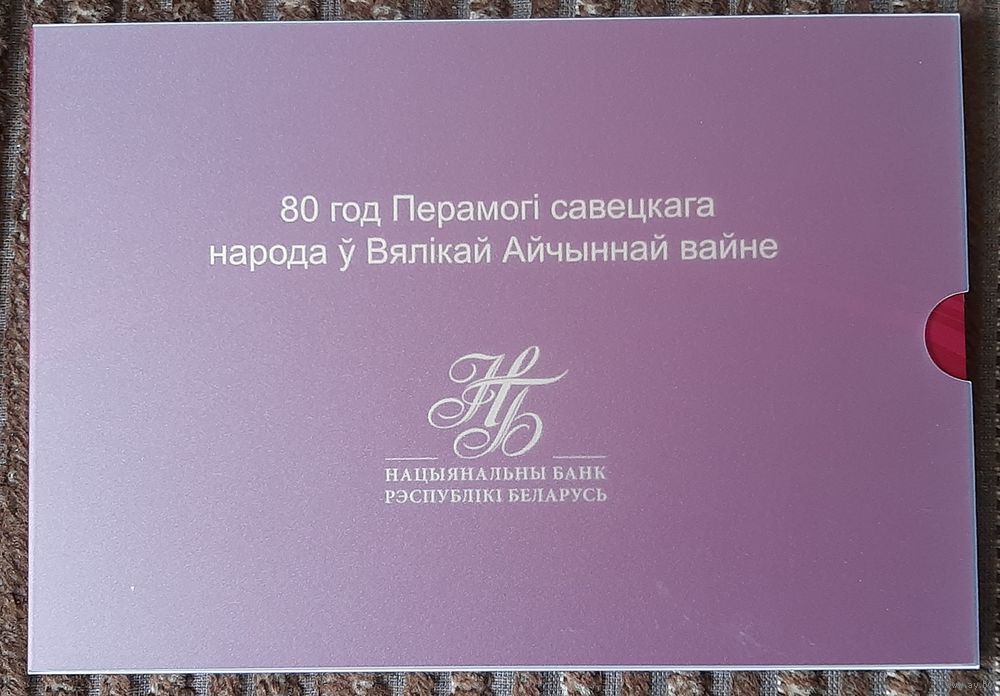 80 год Перамогі савецкага
народа ў Вялікай Айчыннай вайне
НБ
НАЦЫЯНАЛЬНЫ БАНК
РЭСПУБЛІКІ БЕЛАРУСЬ